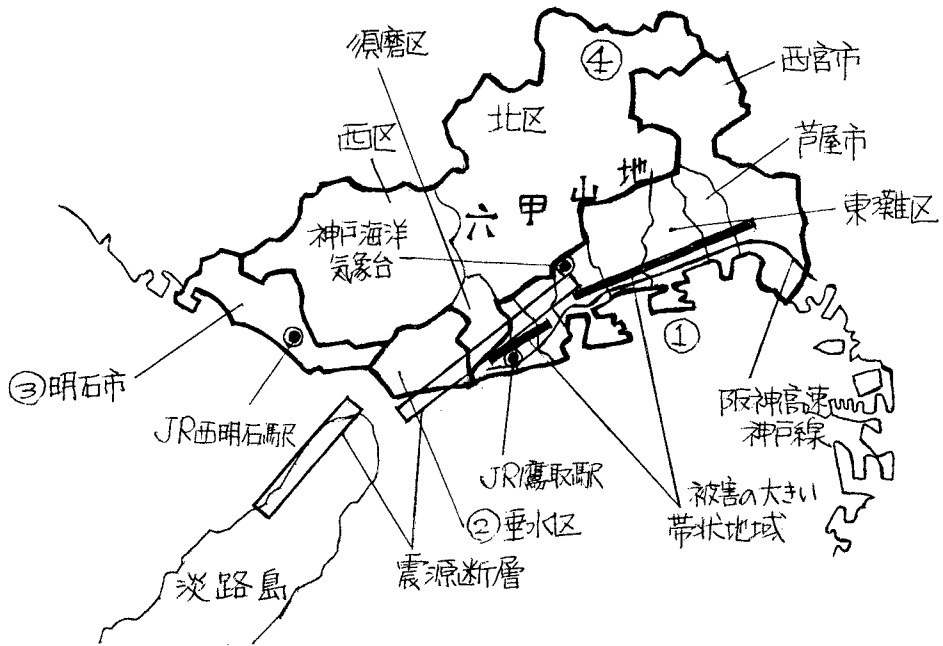 須磨区
④
西宮市
北区
西区
芦屋市
六甲山地
東灘区
神戸海洋
気象台
①
③明石市
JR西明石駅
阪神高速
神戸線
JR鷹取駅
被害の大きい
帯状地域
②垂水区
震源断層
淡路島